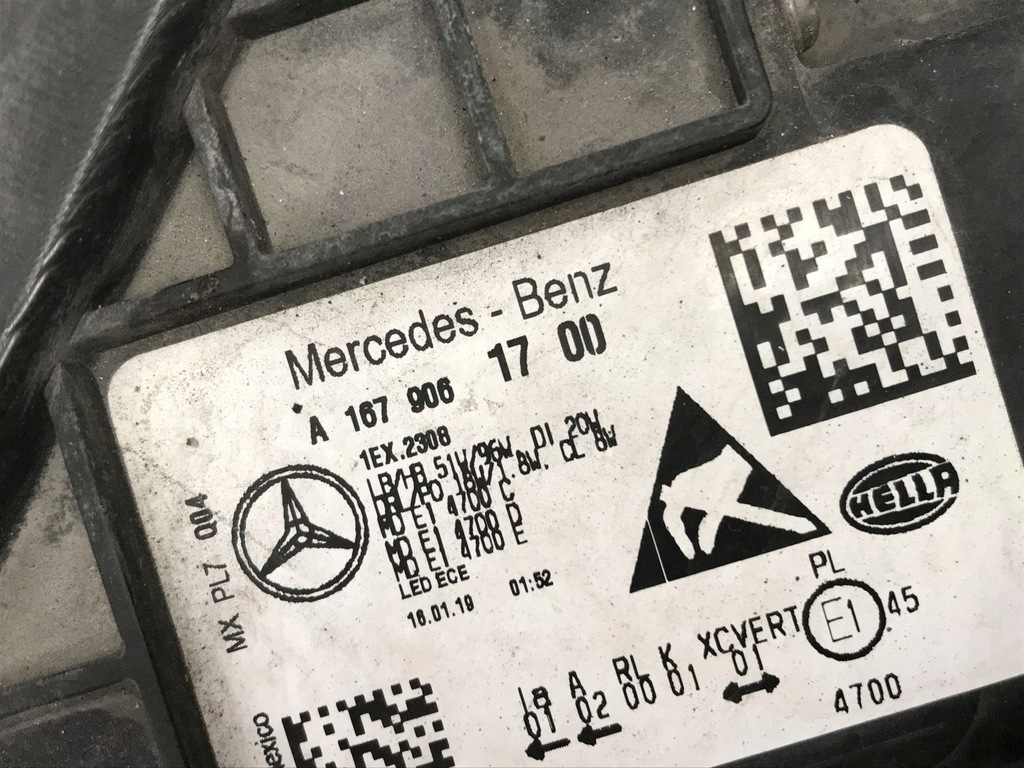 Mercedes - Benz
A 167 906 17 00
1EX.2308
LB/HB 51W/96W, DI 20W
DRL/PO 18W/1.8W, CL 8W
MD E1 4700 C
MD E1 4700 D
MD E1 4700 E
LED ECE
16.01.19 01:52
MX PL7 Q04
HELLA
PL
E1 45
XCVERT
01
1a A RL K
01 02 00 01
4700